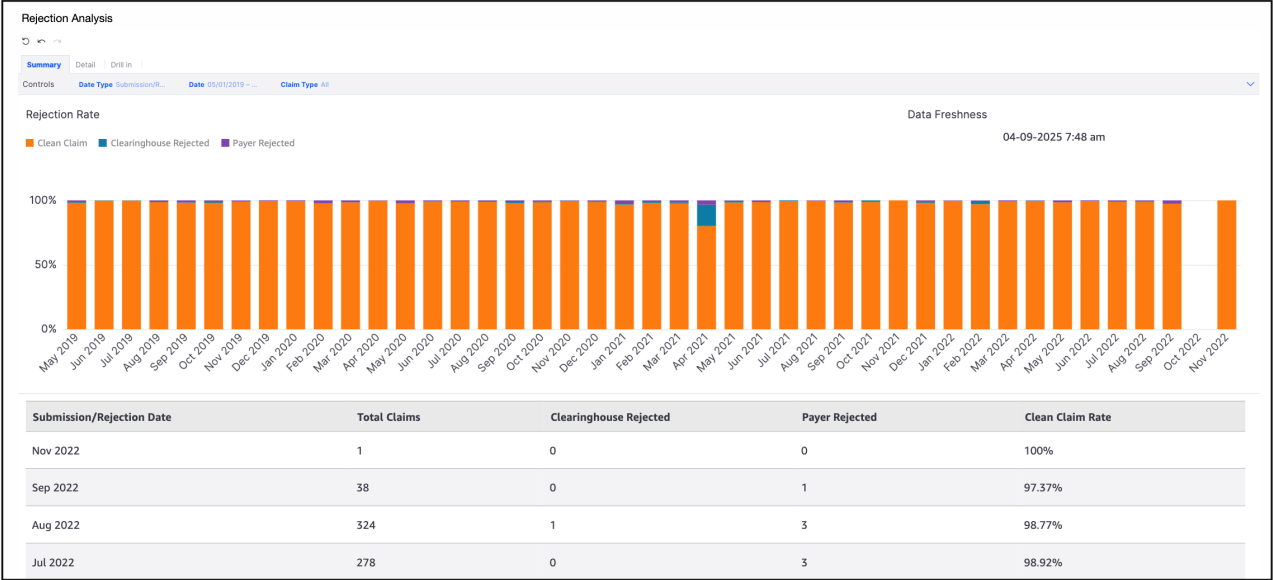 Rejection Analysis
Summary Detail Drill in
Controls Date Type Submission/R... Date 05/01/2019 – ... Claim Type All
Rejection Rate
Data Freshness
Clean Claim Clearinghouse Rejected Payer Rejected
04-09-2025 7:48 am
100%
50%
0%
May 2019 Jun 2019 Jul 2019 Aug 2019 Sep 2019 Oct 2019 Nov 2019 Dec 2019 Jan 2020 Feb 2020 Mar 2020 Apr 2020 May 2020 Jun 2020 Jul 2020 Aug 2020 Sep 2020 Oct 2020 Nov 2020 Dec 2020 Jan 2021 Feb 2021 Mar 2021 Apr 2021 May 2021 Jun 2021 Jul 2021 Aug 2021 Sep 2021 Oct 2021 Nov 2021 Dec 2021 Jan 2022 Feb 2022 Mar 2022 Apr 2022 May 2022 Jun 2022 Jul 2022 Aug 2022 Sep 2022 Oct 2022 Nov 2022
Submission/Rejection Date Total Claims Clearinghouse Rejected Payer Rejected Clean Claim Rate
Nov 2022 1 0 0 100%
Sep 2022 38 0 1 97.37%
Aug 2022 324 1 3 98.77%
Jul 2022 278 0 3 98.92%